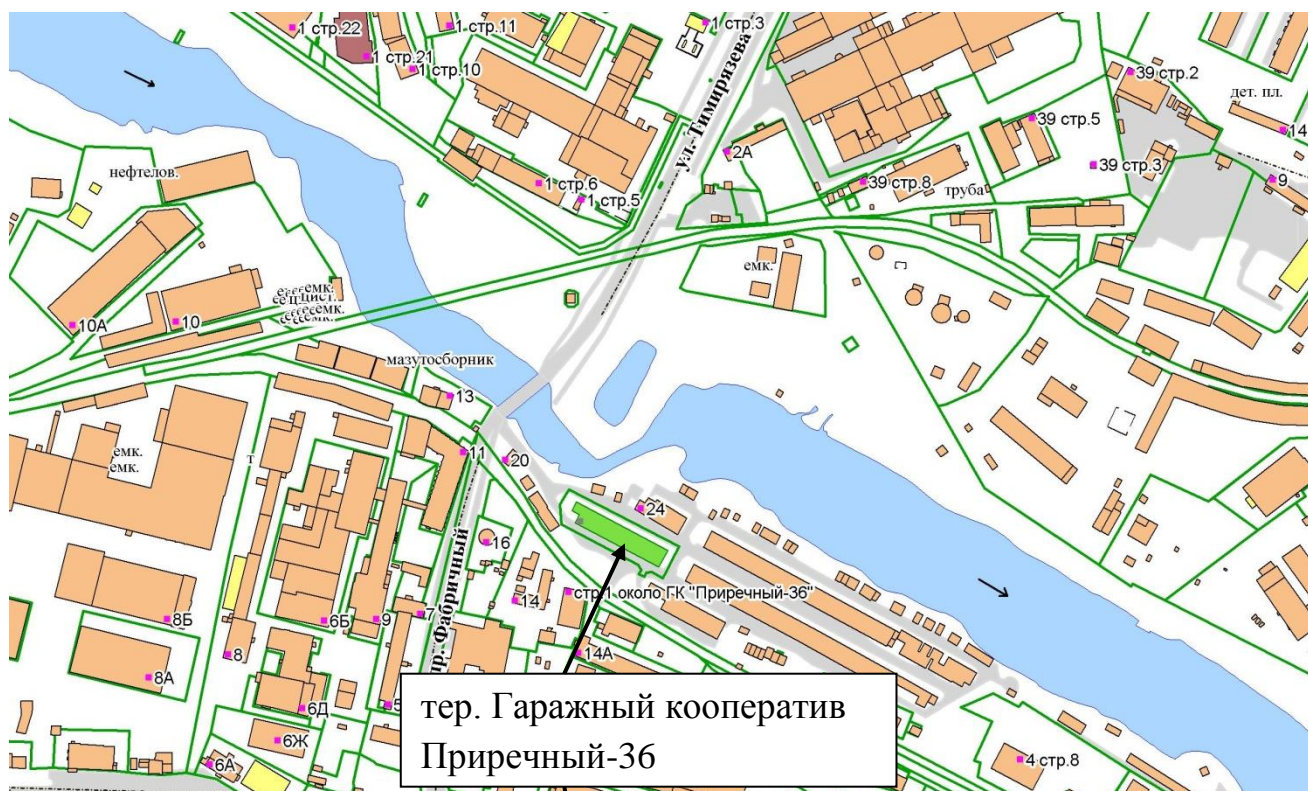 1 стр.22
1 стр.21
1 стр.11
1 стр.10
1 стр.3
ул. Тимирязева
39 стр.2
дет. пл.
14
39 стр.5
2А
39 стр.3
9
нефтелов.
1 стр.6
1 стр.5
39 стр.8
труба
емк.
емк.
цист.
емк.
10А
10
мазутосборник
13
емк.
емк.
т
11
20
24
16
пр. Фабричный
стр.1 около ГК "Приречный-36"
14
8Б
6Б
9
7
8
14А
8А
6Д
5
6Ж
6А
тер. Гаражный кооператив
Приречный-36
4 стр.8